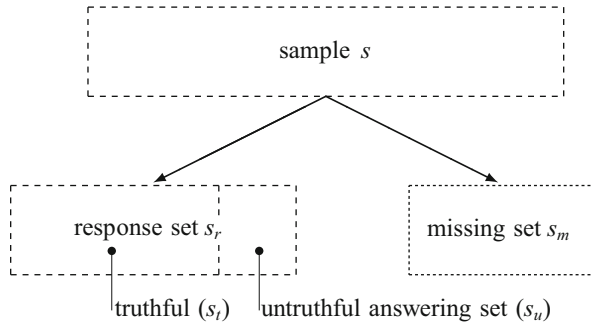 sample s
response set sᵣ
missing set sₘ
truthful (sₜ)
untruthful answering set (sᵤ)